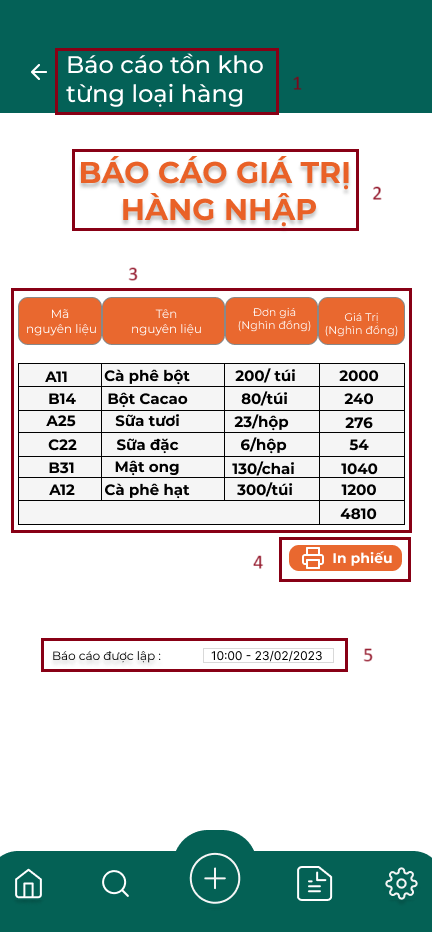 Báo cáo tồn kho
từng loại hàng
1
BÁO CÁO GIÁ TRỊ
HÀNG NHẬP
2
3
Mã nguyên liệu Tên nguyên liệu Đơn giá (Nghìn đồng) Giá Trị (Nghìn đồng)
A11 Cà phê bột 200/ túi 2000
B14 Bột Cacao 80/túi 240
A25 Sữa tươi 23/hộp 276
C22 Sữa đặc 6/hộp 54
B31 Mật ong 130/chai 1040
A12 Cà phê hạt 300/túi 1200
4810
4 In phiếu
Báo cáo được lập : 10:00 - 23/02/2023 5